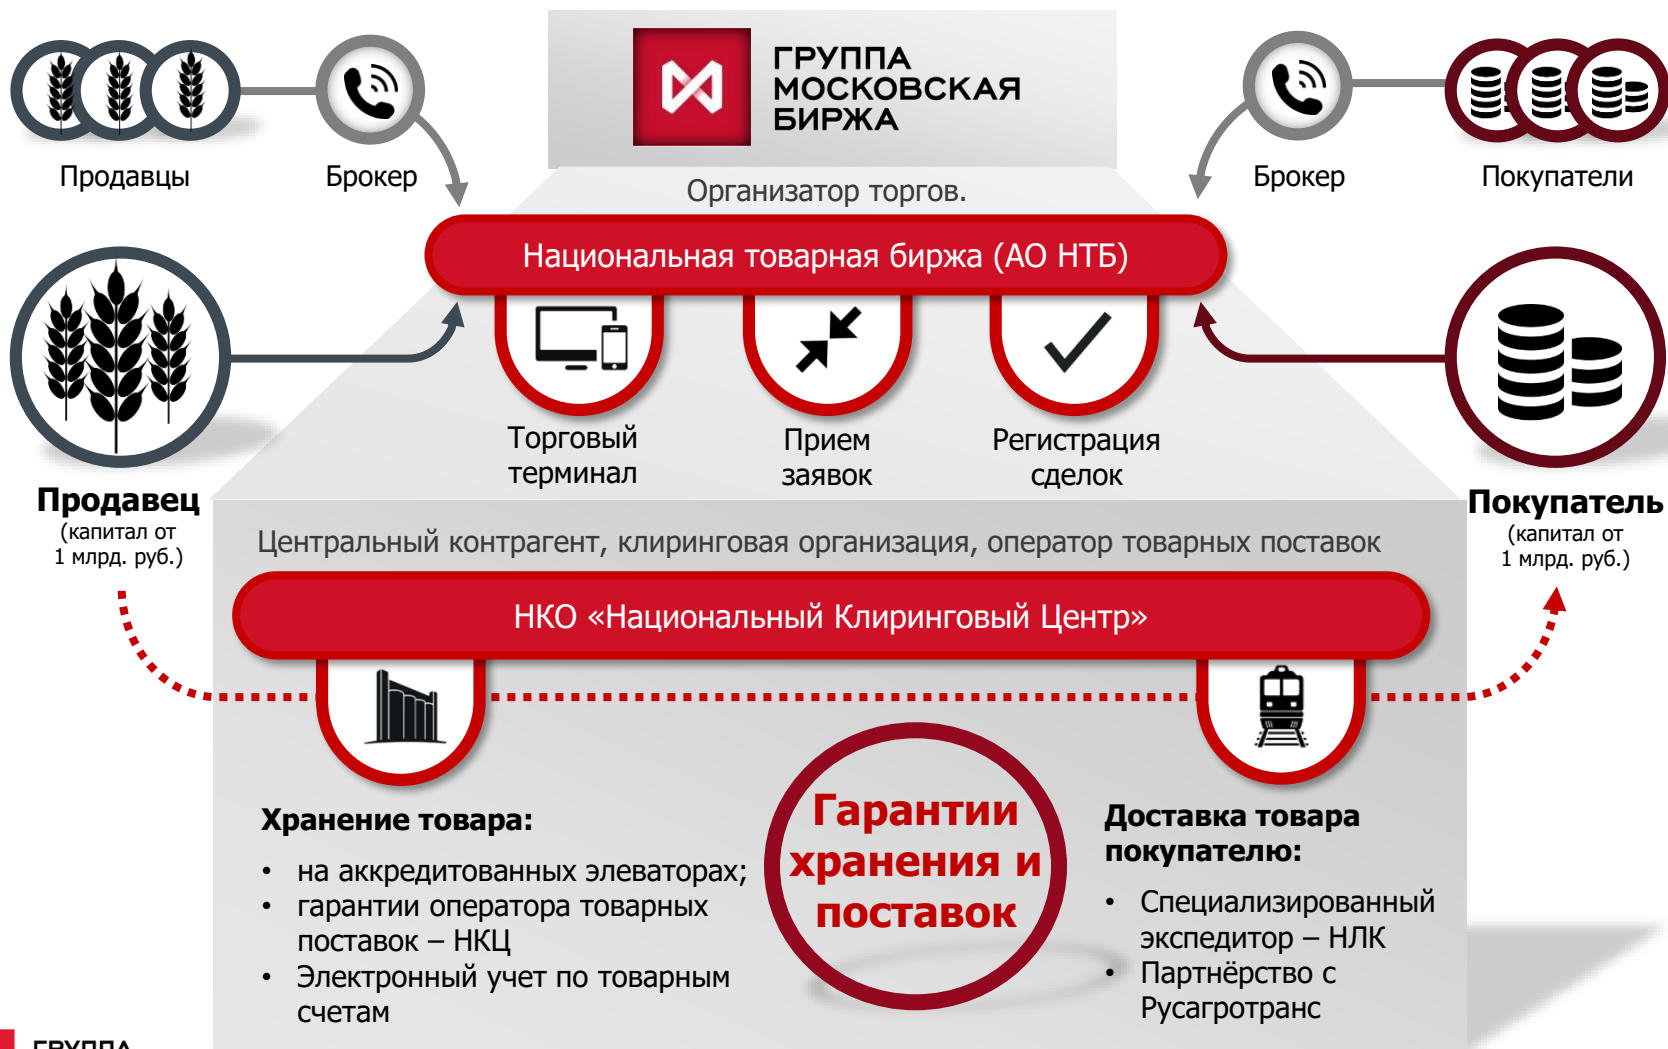 ГРУППА
МОСКОВСКАЯ
БИРЖА
Продавцы
Брокер
Брокер
Покупатели
Организатор торгов.
Национальная товарная биржа (АО НТБ)
Торговый
терминал
Прием
заявок
Регистрация
сделок
Продавец
(капитал от
1 млрд. руб.)
Покупатель
(капитал от
1 млрд. руб.)
Центральный контрагент, клиринговая организация, оператор товарных поставок
НКО «Национальный Клиринговый Центр»
Хранение товара:
• на аккредитованных элеваторах;
• гарантии оператора товарных
поставок – НКЦ
• Электронный учет по товарным
счетам
Гарантии
хранения и
поставок
Доставка товара
покупателю:
• Специализированный
экспедитор – НЛК
• Партнёрство с
Русагротранс
ГРУППА